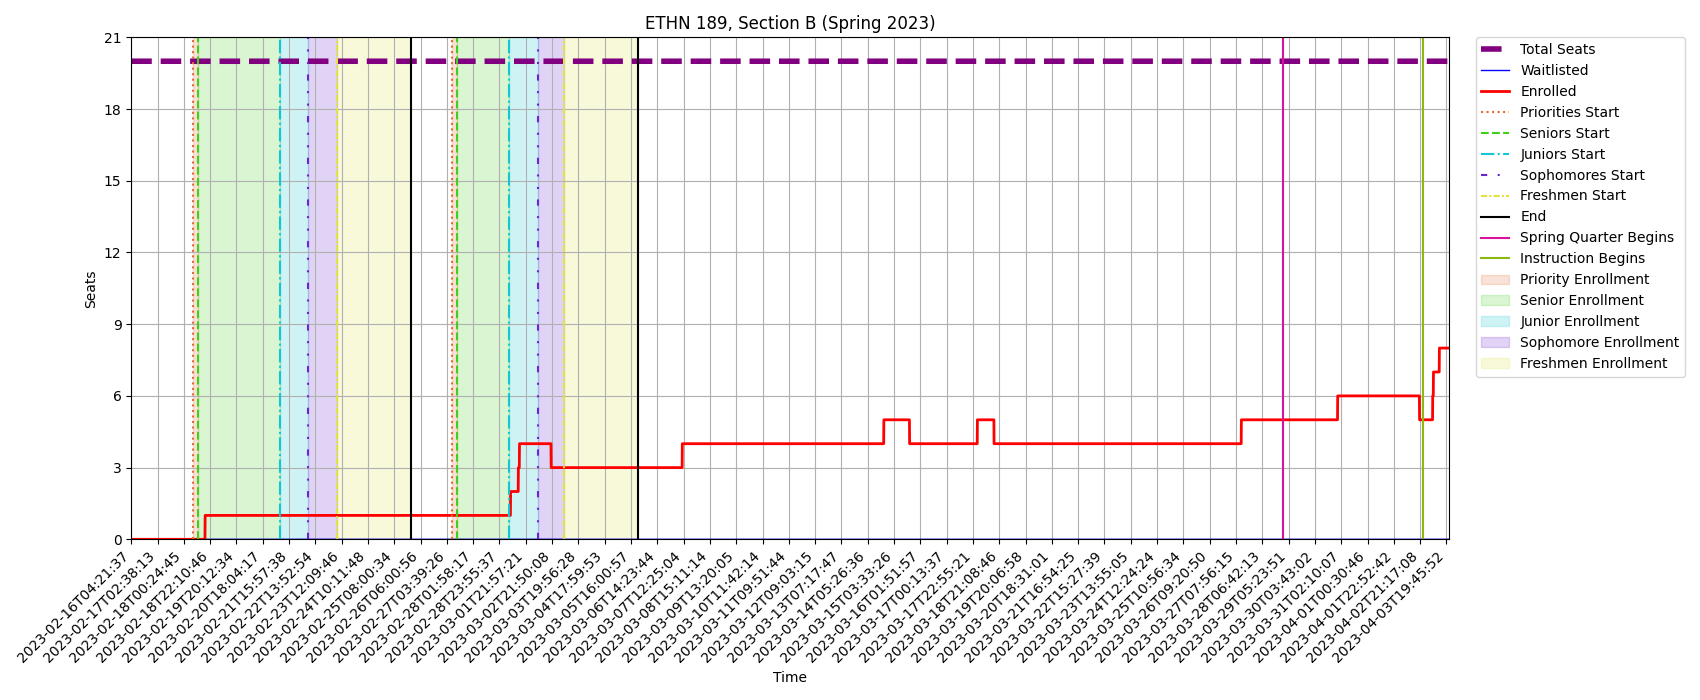 ETHN 189, Section B (Spring 2023)
21
18
15
12
9
6
3
0
Seats
2023-02-16T04:21:37
2023-02-17T02:38:13
2023-02-18T00:24:45
2023-02-18T22:10:46
2023-02-19T20:12:34
2023-02-20T18:04:17
2023-02-21T15:57:38
2023-02-22T13:52:54
2023-02-23T12:09:46
2023-02-24T10:11:48
2023-02-25T08:00:34
2023-02-26T06:00:56
2023-02-27T03:39:26
2023-02-28T01:58:17
2023-02-28T23:55:37
2023-03-01T21:57:21
2023-03-02T21:50:08
2023-03-03T19:56:28
2023-03-04T17:59:53
2023-03-05T16:00:57
2023-03-06T14:23:44
2023-03-07T12:25:04
2023-03-08T15:11:14
2023-03-09T13:20:05
2023-03-10T11:42:14
2023-03-11T09:51:44
2023-03-12T09:03:15
2023-03-13T07:17:47
2023-03-14T05:26:36
2023-03-15T03:33:26
2023-03-16T01:51:57
2023-03-17T00:13:37
2023-03-17T22:55:21
2023-03-18T21:08:46
2023-03-19T20:06:58
2023-03-20T18:31:01
2023-03-21T16:54:25
2023-03-22T15:27:39
2023-03-23T13:55:05
2023-03-24T12:24:24
2023-03-25T10:56:34
2023-03-26T09:20:50
2023-03-27T07:56:15
2023-03-28T06:42:13
2023-03-29T05:23:51
2023-03-30T03:43:02
2023-03-31T02:10:07
2023-04-01T00:30:46
2023-04-01T22:52:42
2023-04-02T21:17:08
2023-04-03T19:45:52
Time
Total Seats
Waitlisted
Enrolled
Priorities Start
Seniors Start
Juniors Start
Sophomores Start
Freshmen Start
End
Spring Quarter Begins
Instruction Begins
Priority Enrollment
Senior Enrollment
Junior Enrollment
Sophomore Enrollment
Freshmen Enrollment